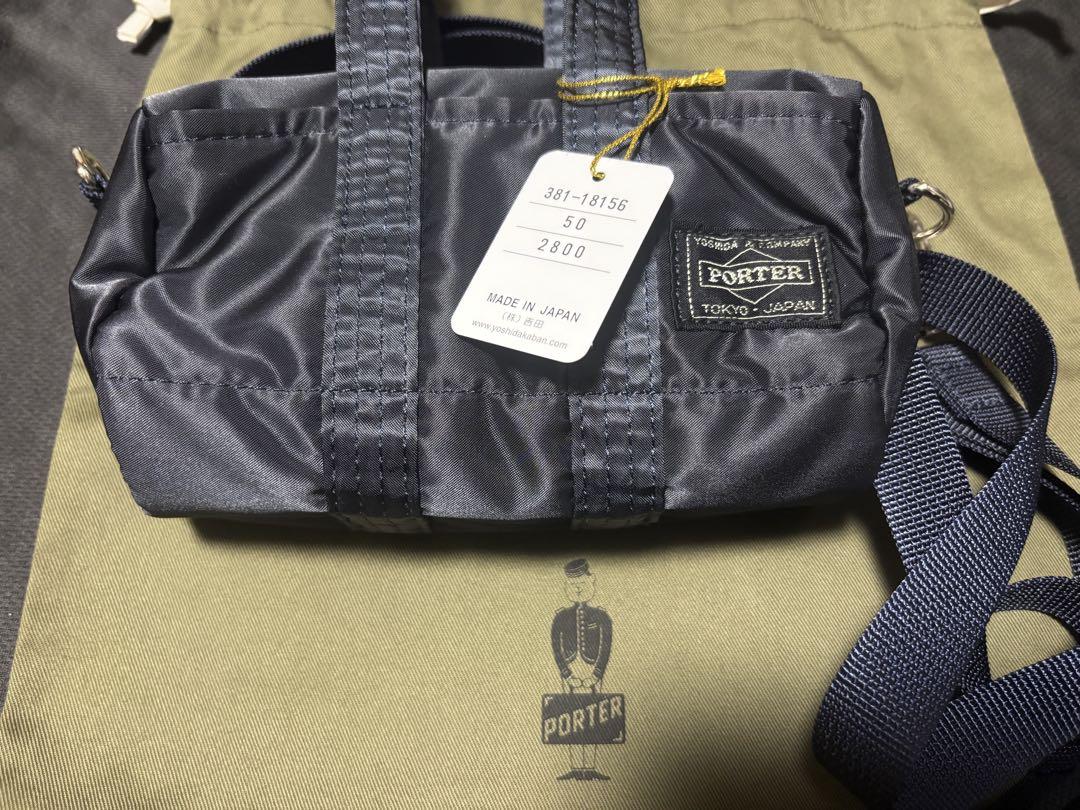 381-18156
50
2800
MADE IN JAPAN
(株)吉田
www.yoshidakaban.com
YOSHIDA & COMPANY
PORTER
TOKYO・JAPAN
PORTER